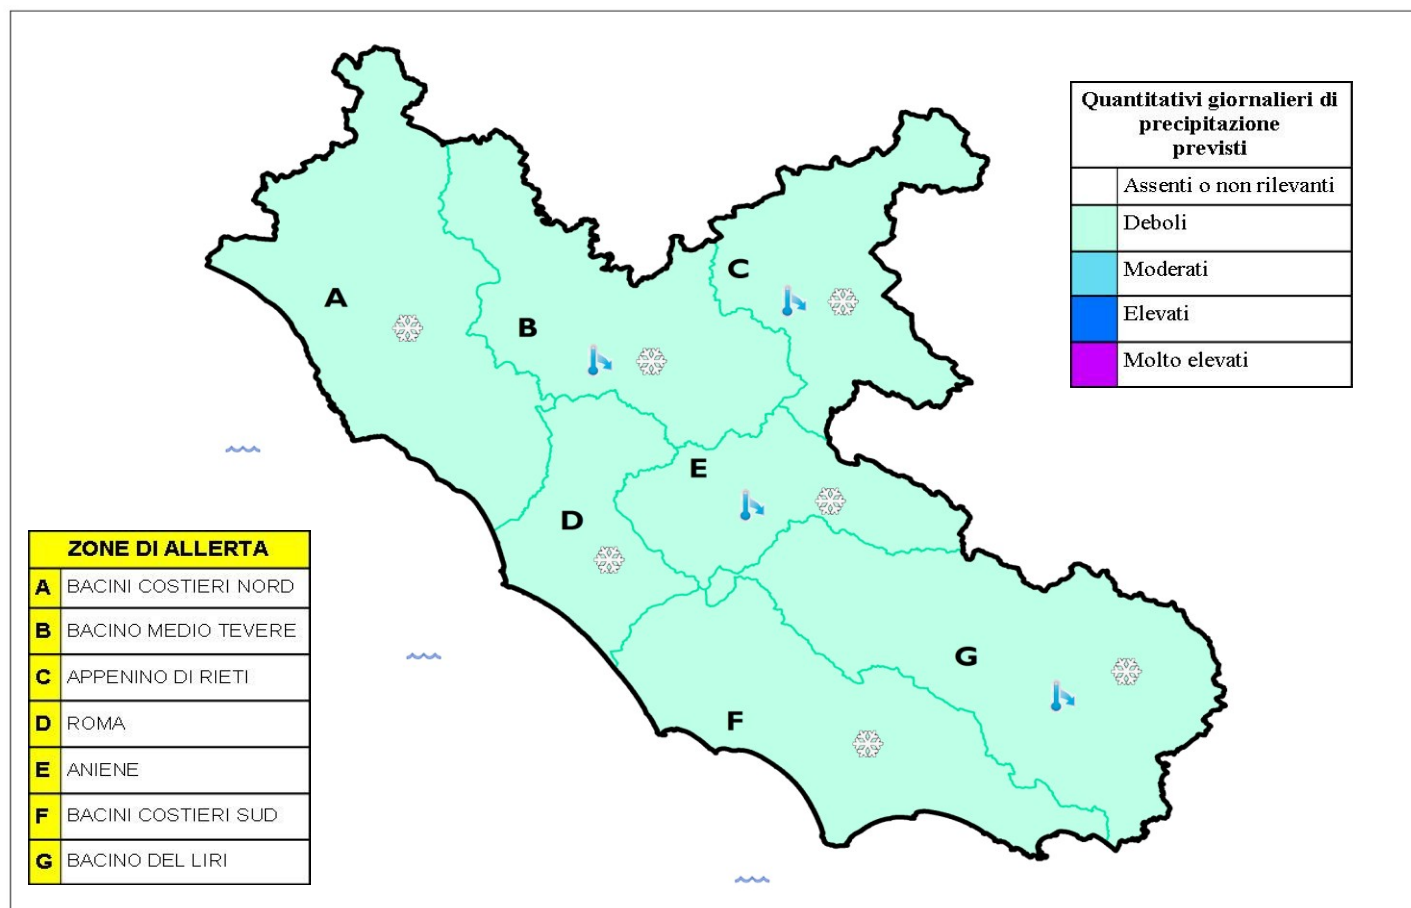 Quantitativi giornalieri di
precipitazione
previsti
Assenti o non rilevanti
Deboli
Moderati
Elevati
Molto elevati
C
A
B
E
D
G
F
ZONE DI ALLERTA
A BACINI COSTIERI NORD
B BACINO MEDIO TEVERE
C APPENINO DI RIETI
D ROMA
E ANIENE
F BACINI COSTIERI SUD
G BACINO DEL LIRI